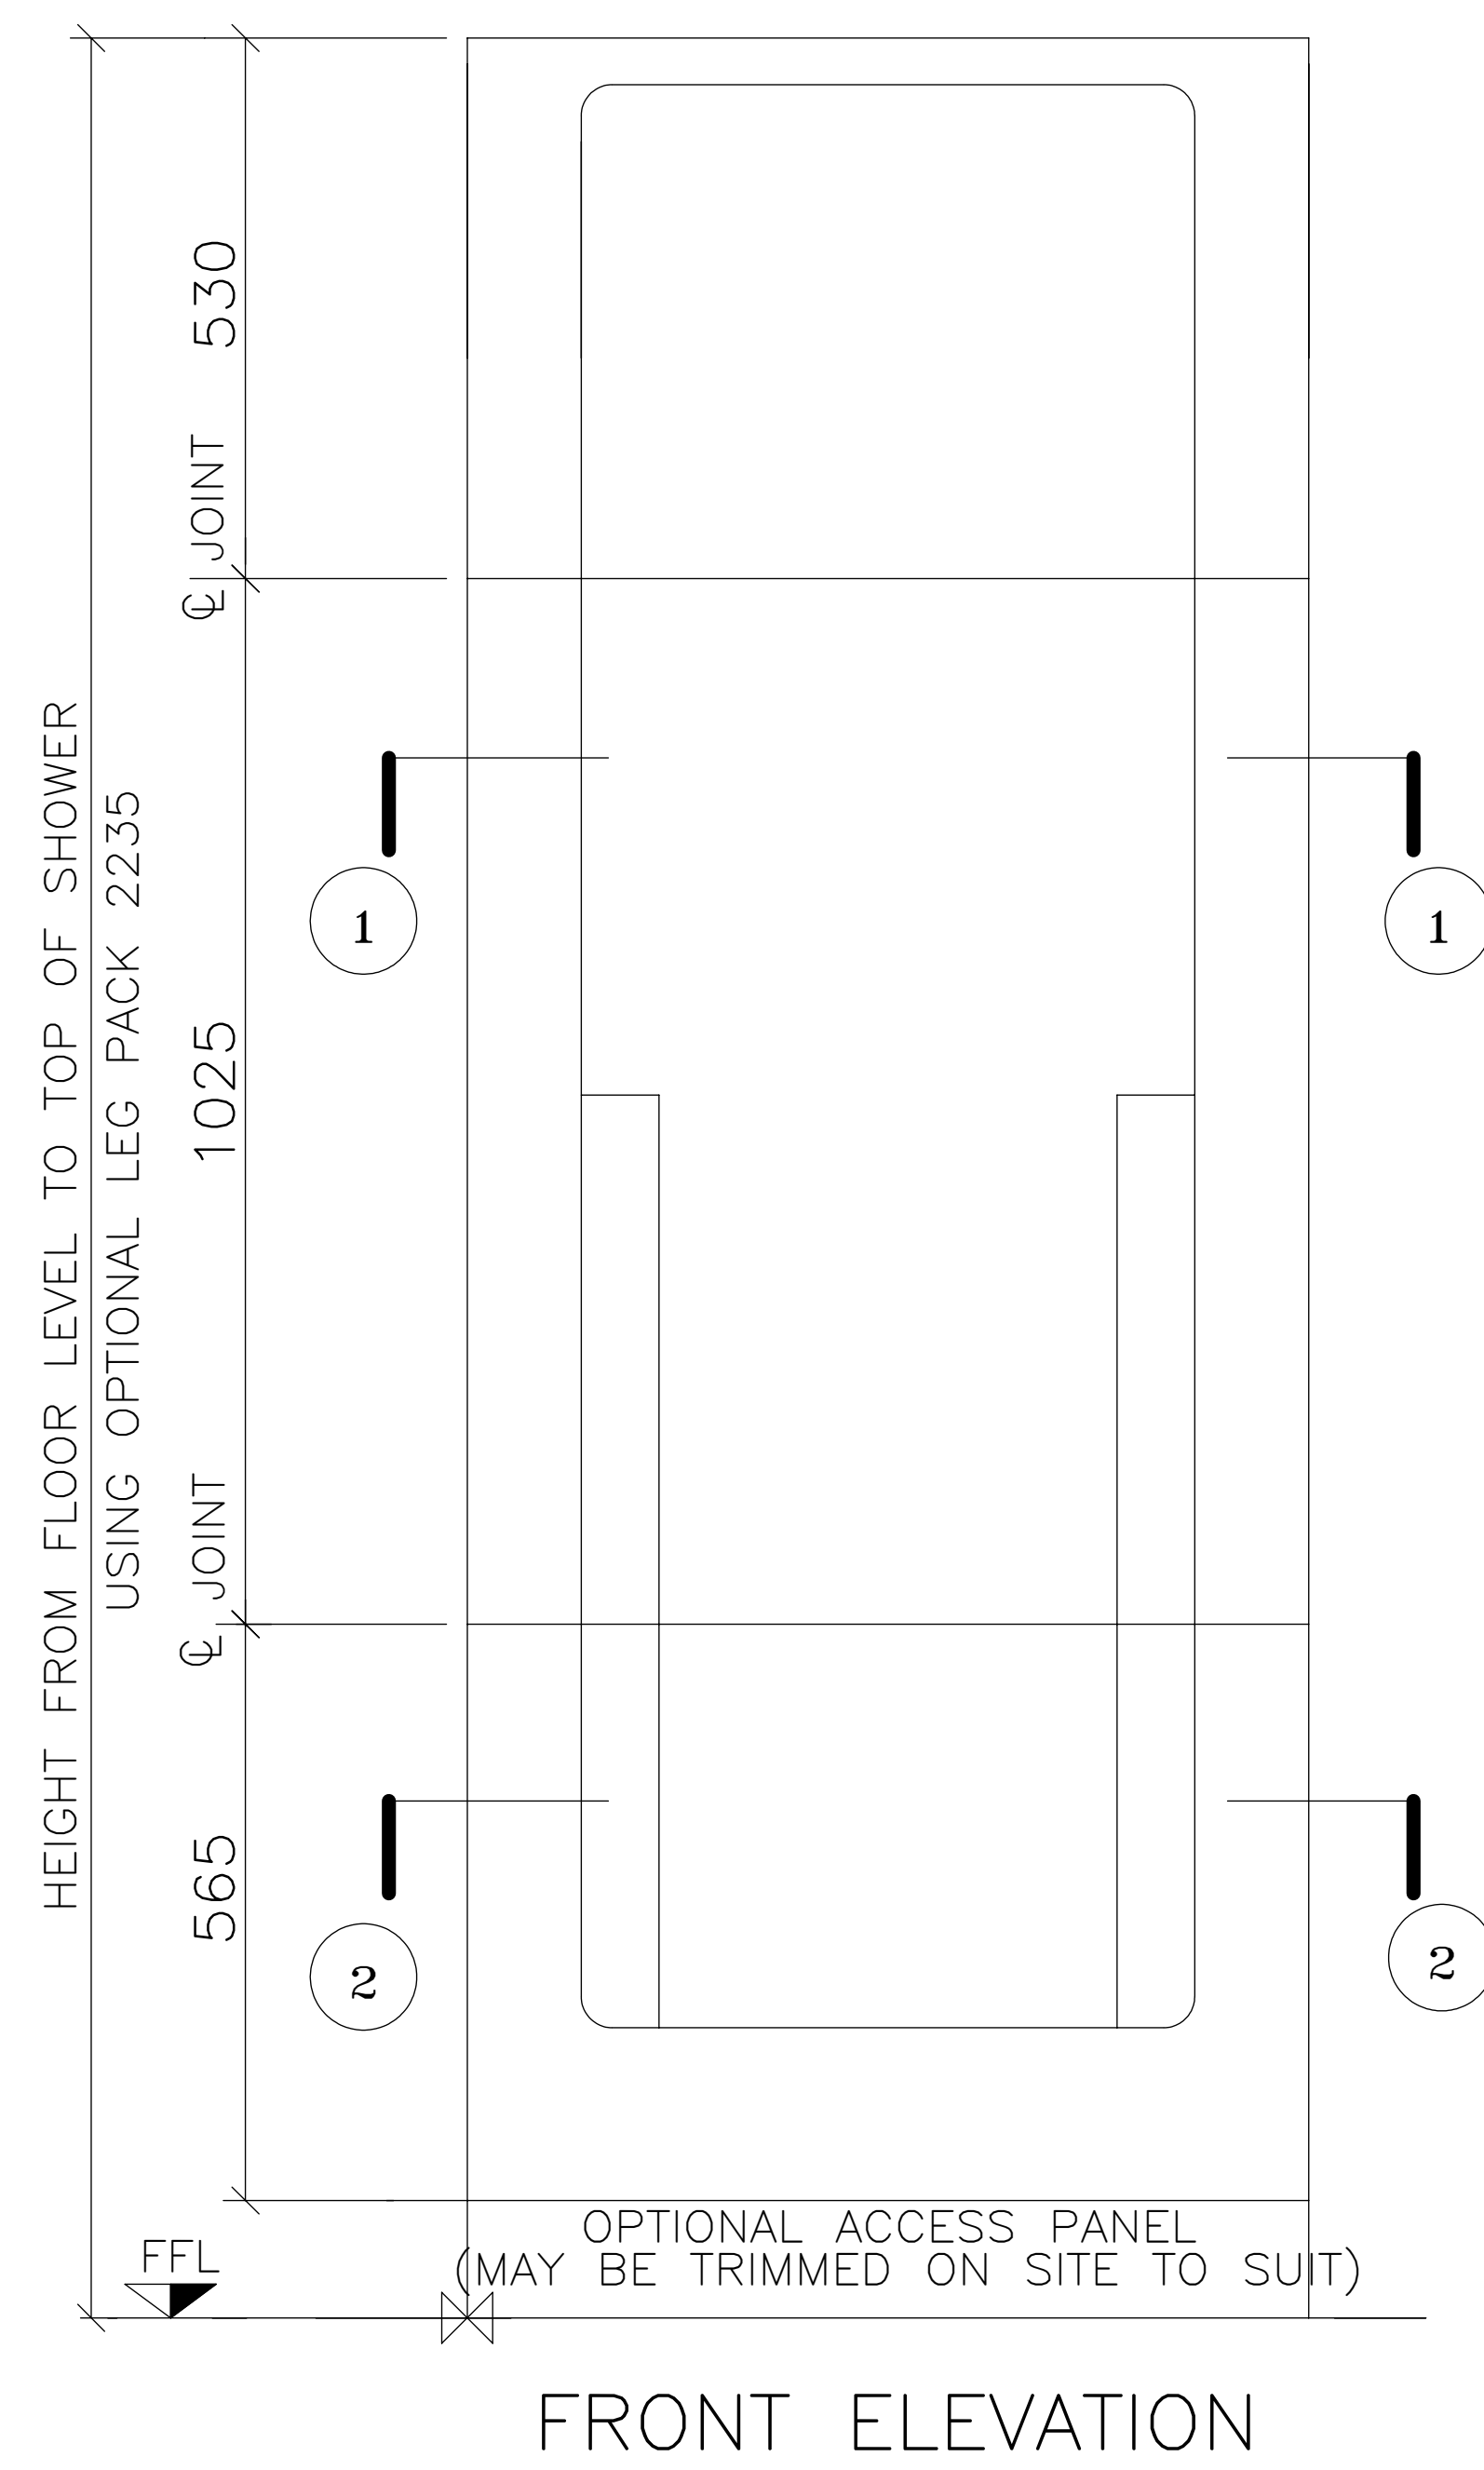 530
℄ JOINT
HEIGHT FROM FLOOR LEVEL TO TOP OF SHOWER
USING OPTIONAL LEG PACK 2235
1 1
1025
℄ JOINT
565
2 2
OPTIONAL ACCESS PANEL
(MAY BE TRIMMED ON SITE TO SUIT)
FFL
FRONT ELEVATION